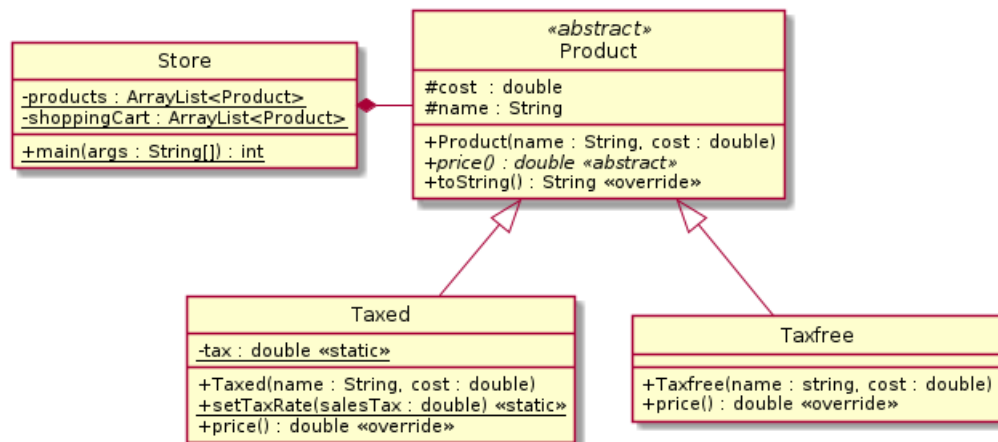 Store
-products : ArrayList<Product>
-shoppingCart : ArrayList<Product>
+main(args : String[]) : int
«abstract»
Product
#cost : double
#name : String
+Product(name : String, cost : double)
+price() : double «abstract»
+toString() : String «override»
Taxed
-tax : double «static»
+Taxed(name : String, cost : double)
+setTaxRate(salesTax : double) «static»
+price() : double «override»
Taxfree
+Taxfree(name : string, cost : double)
+price() : double «override»